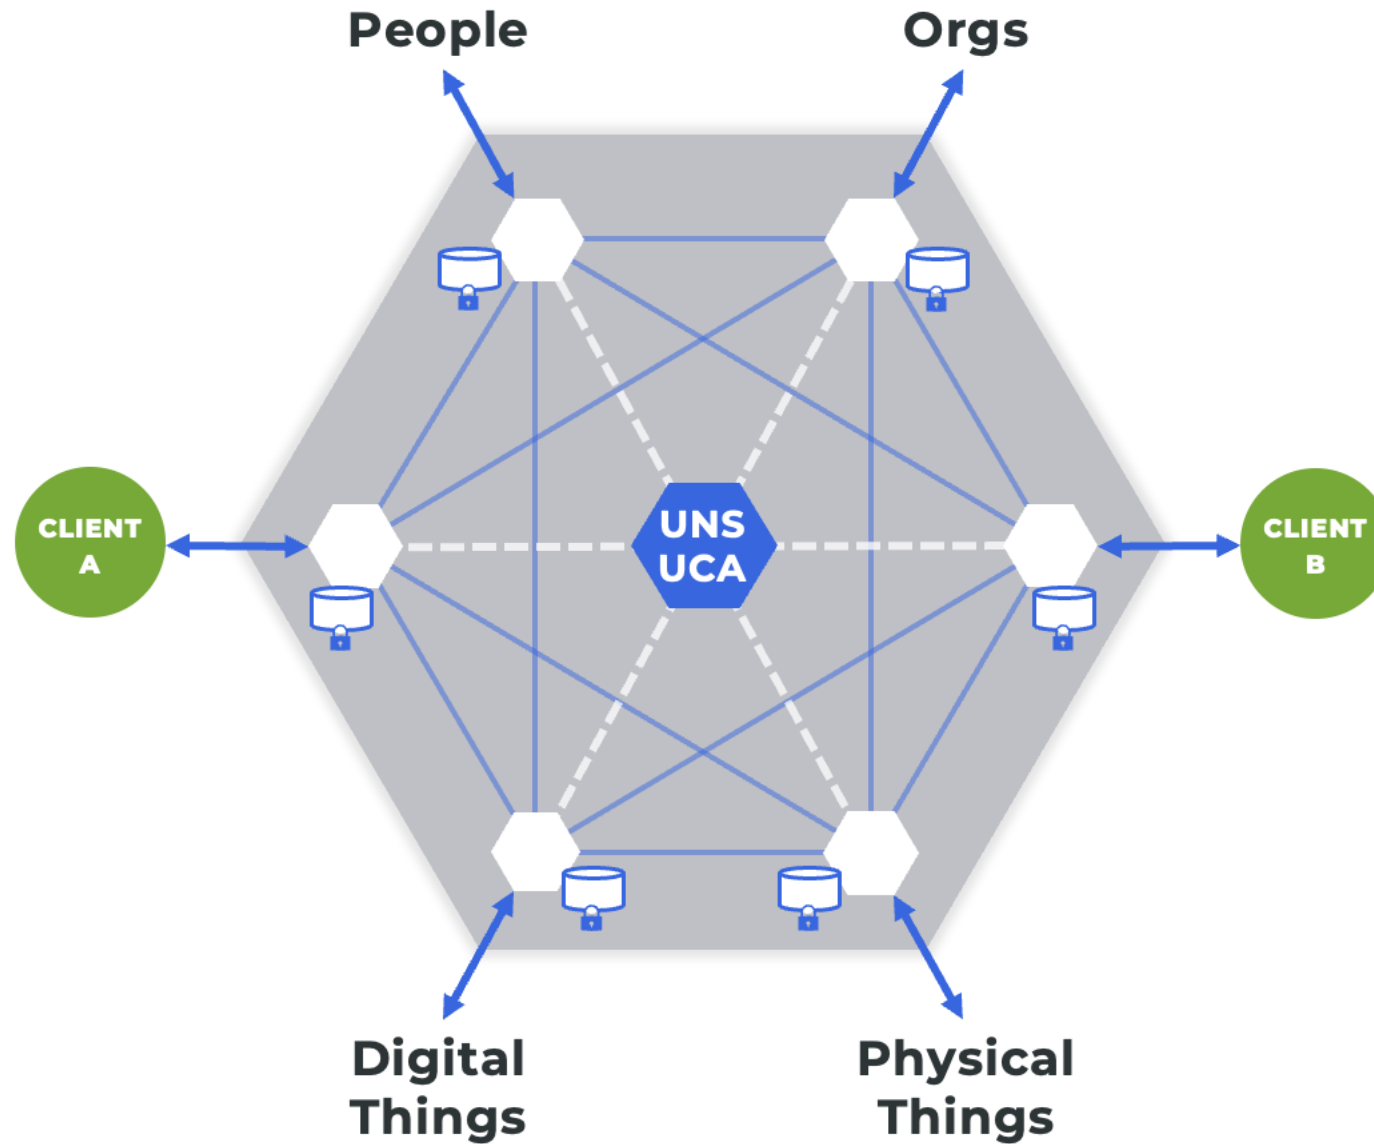 People
Orgs
CLIENT
A
UNS
UCA
CLIENT
B
Digital
Things
Physical
Things